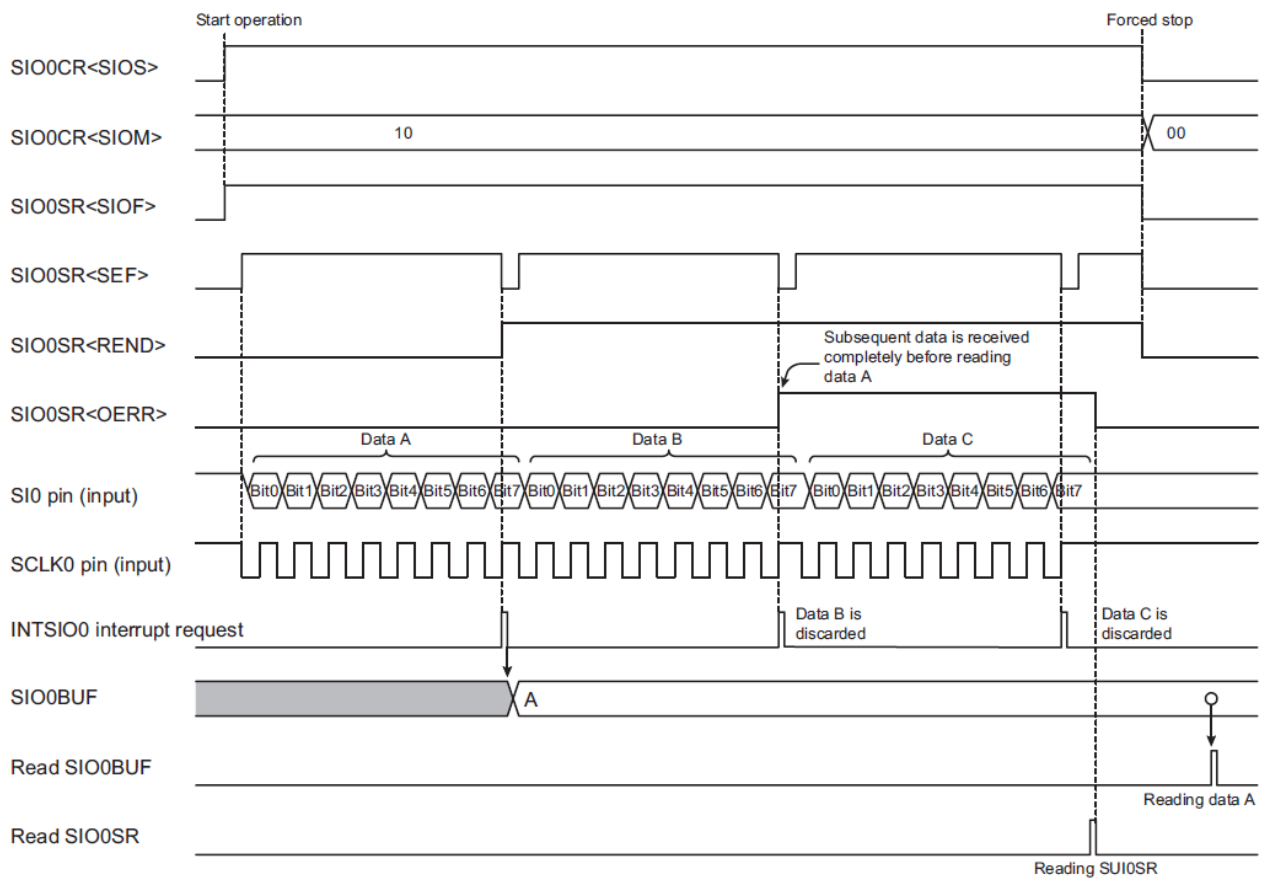 Start operation
Forced stop
SIO0CR<SIOS>
SIO0CR<SIOM>
10
00
SIO0SR<SIOF>
SIO0SR<SEF>
SIO0SR<REND>
Subsequent data is received
completely before reading
data A
SIO0SR<OERR>
Data A
Data B
Data C
SI0 pin (input)
Bit0 Bit1 Bit2 Bit3 Bit4 Bit5 Bit6 Bit7 Bit0 Bit1 Bit2 Bit3 Bit4 Bit5 Bit6 Bit7 Bit0 Bit1 Bit2 Bit3 Bit4 Bit5 Bit6 Bit7
SCLK0 pin (input)
INTSIO0 interrupt request
Data B is
discarded
Data C is
discarded
SIO0BUF
A
Read SIO0BUF
Reading data A
Read SIO0SR
Reading SUI0SR